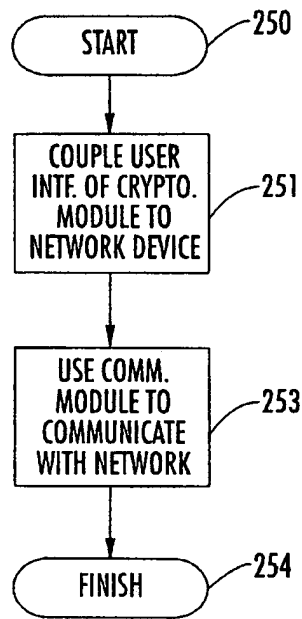 START
250
COUPLE USER
INTF. OF CRYPTO.
MODULE TO
NETWORK DEVICE
251
USE COMM.
MODULE TO
COMMUNICATE
WITH NETWORK
253
FINISH
254